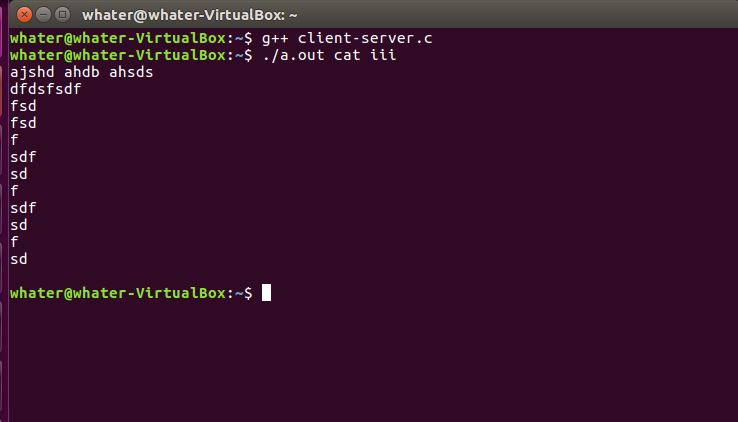 whater@whater-VirtualBox: ~
whater@whater-VirtualBox:~$ g++ client-server.c
whater@whater-VirtualBox:~$ ./a.out cat iii
ajshd ahdb ahsds
dfdsfsdf
fsd
fsd
f
sdf
sd
f
sdf
sd
f
sd
whater@whater-VirtualBox:~$